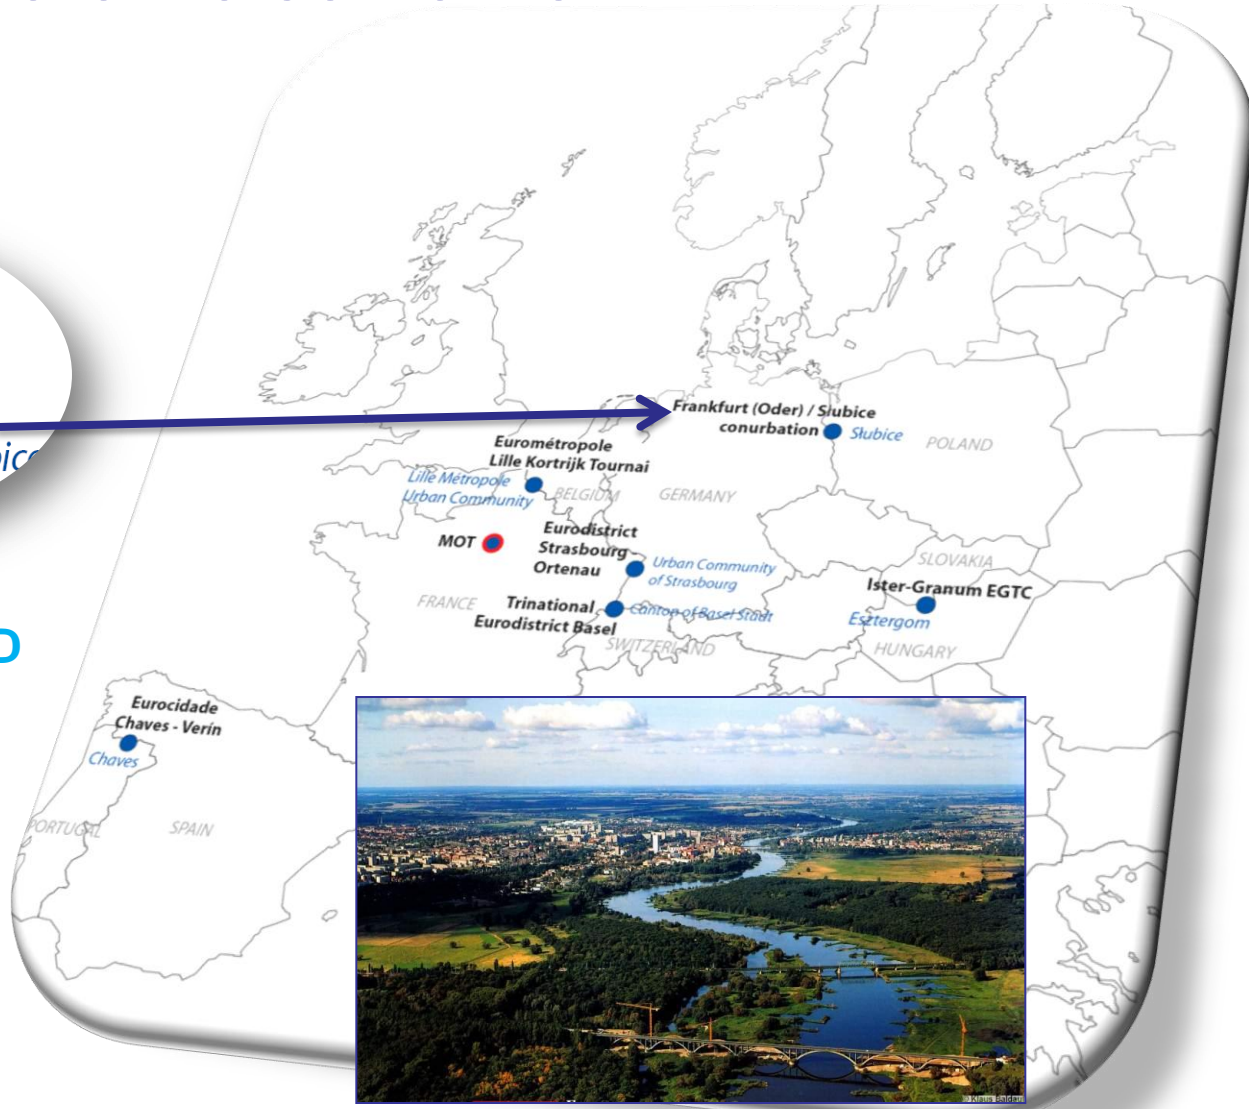 Frankfurt (Oder) / Słubice
conurbation
Słubice
POLAND
Eurométropole
Lille Kortrijk Tournai
Lille Métropole
Urban Community
BELGIUM
GERMANY
MOT
Eurodistrict
Strasbourg -
Ortenau
Urban Community
of Strasbourg
SLOVAKIA
Ister-Granum EGTC
Esztergom
HUNGARY
FRANCE
Trinational
Eurodistrict Basel
Canton of Basel Stadt
SWITZERLAND
Eurocidade
Chaves - Verín
Chaves
PORTUGAL
SPAIN
D
© Klaus Baldauf